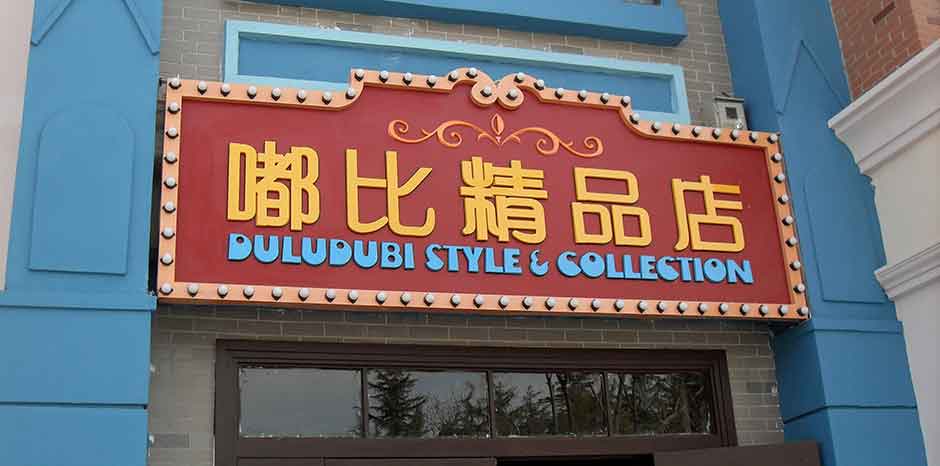 嘟比精品店
DULUDUBI STYLE & COLLECTION